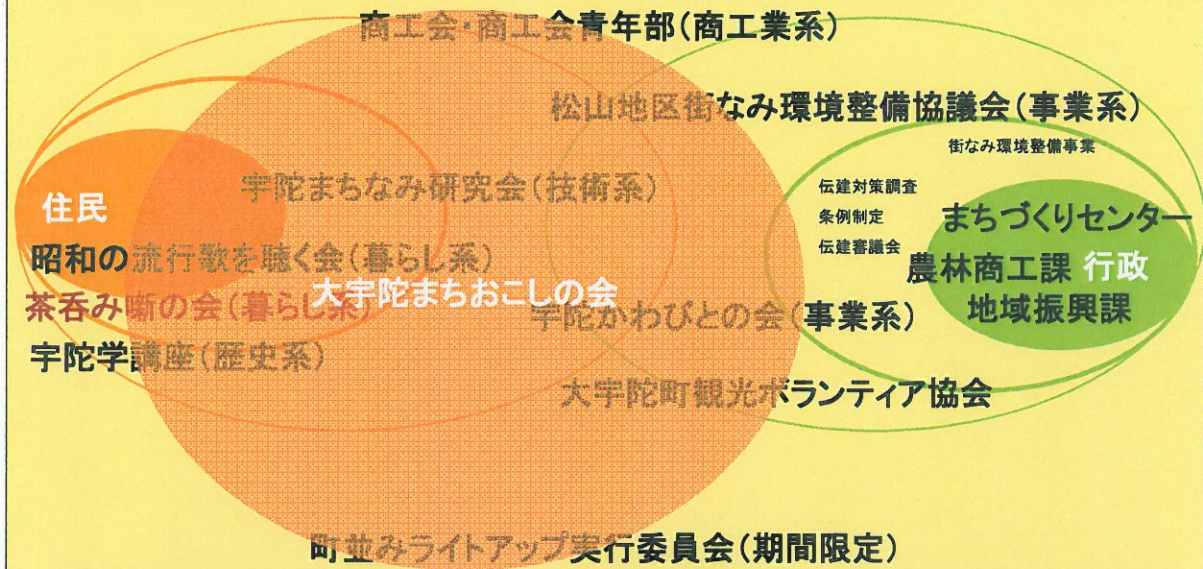 商工会・商工会青年部(商工業系)
松山地区街なみ環境整備協議会(事業系)
街なみ環境整備事業
宇陀まちなみ研究会(技術系)
伝建対策調査
条例制定
伝建審議会
住民
まちづくりセンター
昭和の流行歌を聴く会(暮らし系)
農林商工課 行政
大宇陀まちおこしの会
茶呑み噺の会(暮らし系)
宇陀かわびとの会(事業系)
地域振興課
宇陀学講座(歴史系)
大宇陀町観光ボランティア協会
町並みライトアップ実行委員会(期間限定)